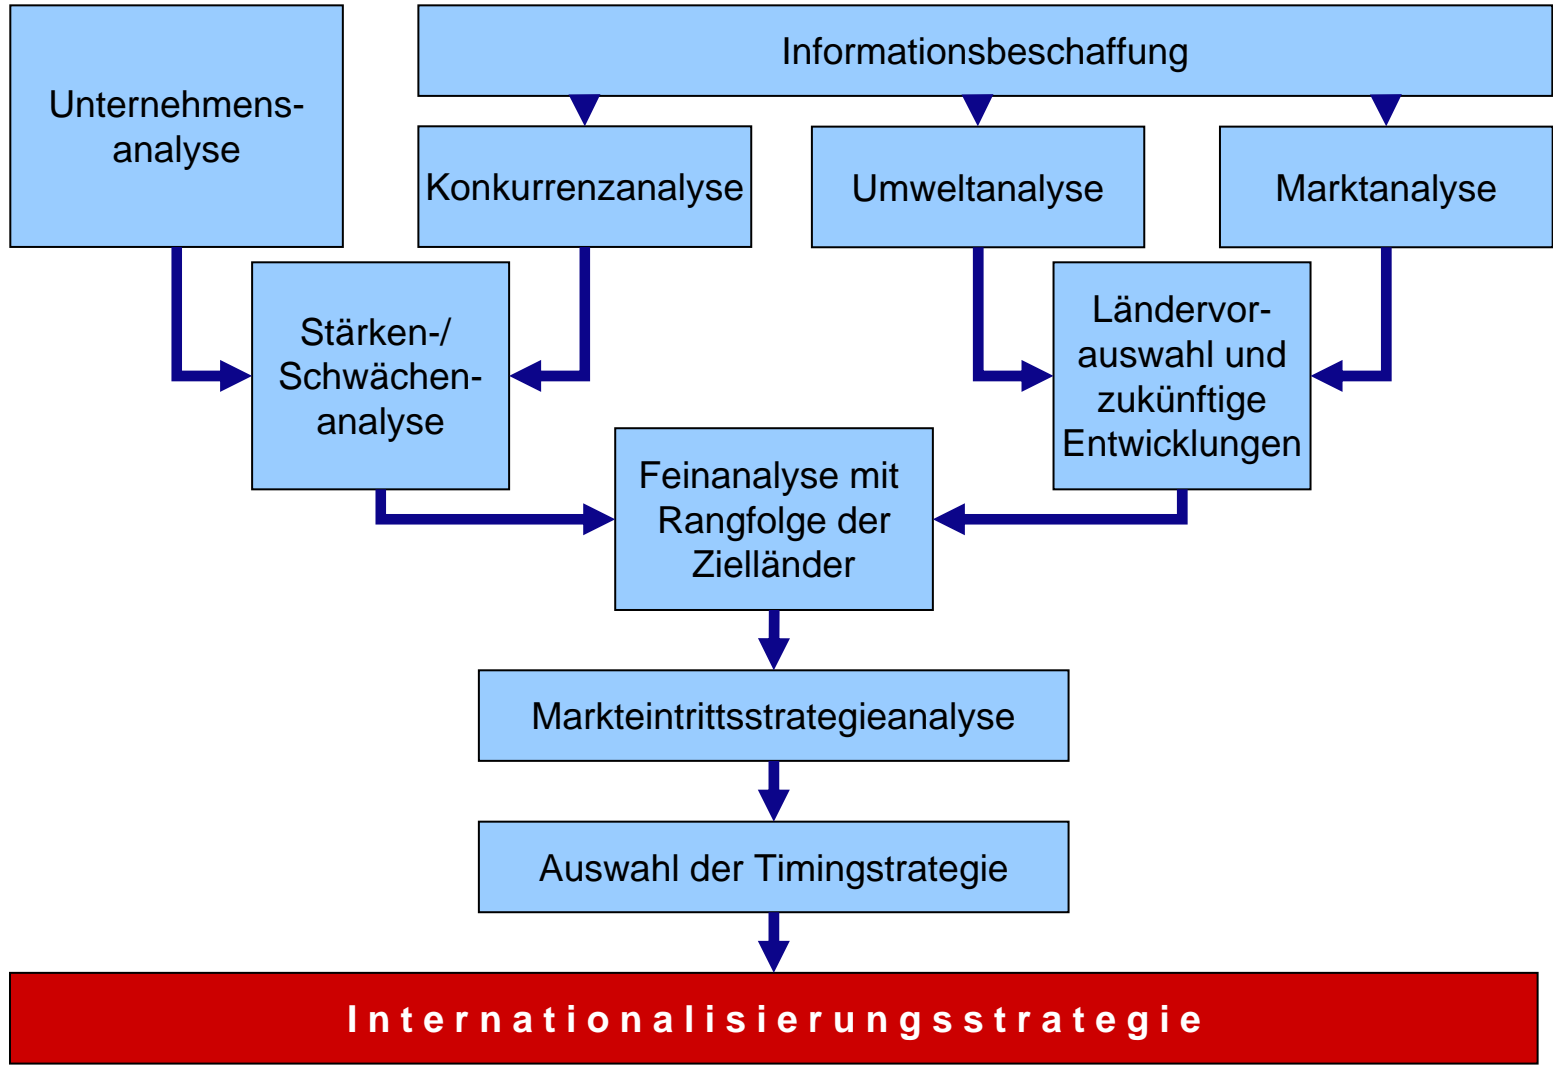 Unternehmens-
analyse
Informationsbeschaffung
Konkurrenzanalyse
Umweltanalyse
Marktanalyse
Stärken-/
Schwächen-
analyse
Ländervor-
auswahl und
zukünftige
Entwicklungen
Feinanalyse mit
Rangfolge der
Zielländer
Markteintrittsstrategieanalyse
Auswahl der Timingstrategie
Internationalisierungsstrategie